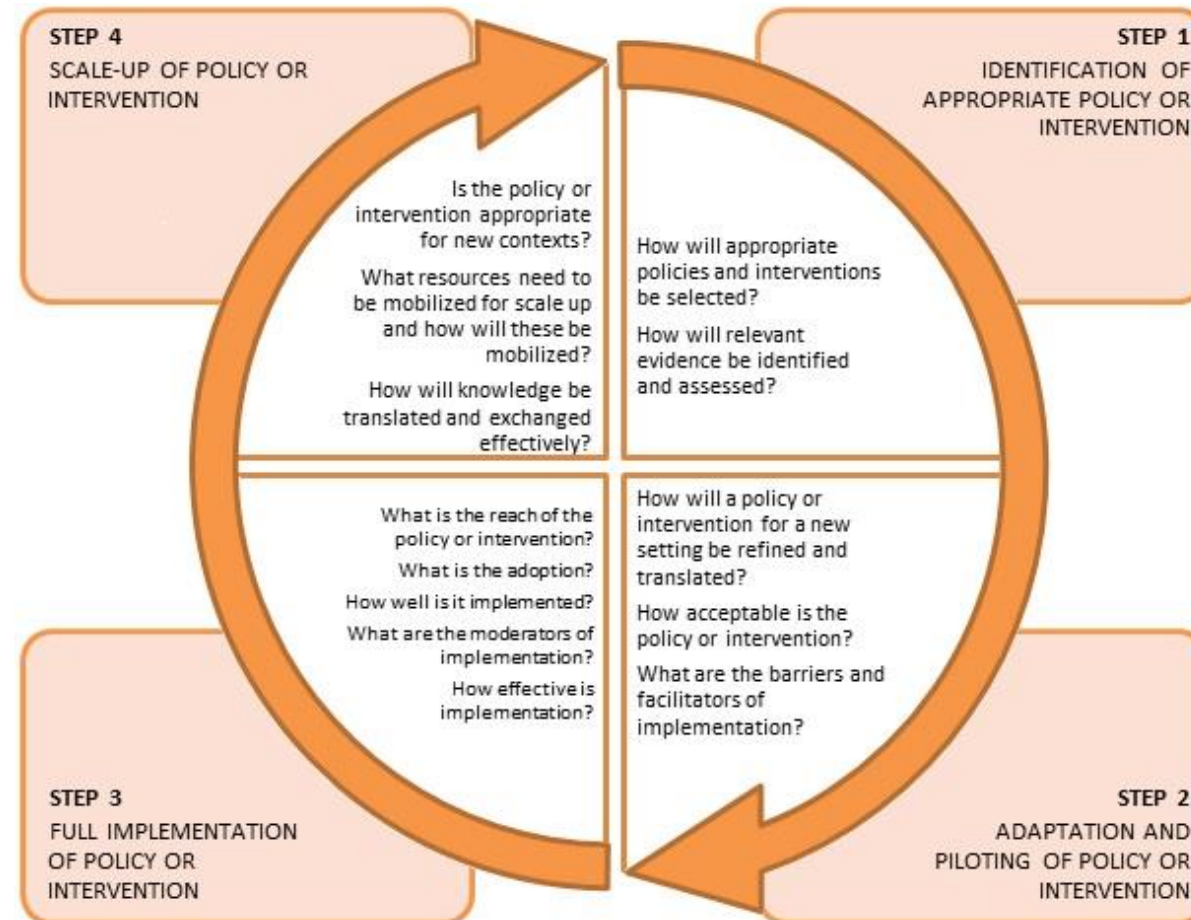 STEP 4
SCALE-UP OF POLICY OR
INTERVENTION
STEP 1
IDENTIFICATION OF
APPROPRIATE POLICY OR
INTERVENTION
Is the policy or
intervention appropriate
for new contexts?
What resources need to
be mobilized for scale up
and how will these be
mobilized?
How will knowledge be
translated and exchanged
effectively?
How will appropriate
policies and interventions
be selected?
How will relevant
evidence be identified
and assessed?
What is the reach of the
policy or intervention?
What is the adoption?
How well is it implemented?
What are the moderators of
implementation?
How effective is
implementation?
How will a policy or
intervention for a new
setting be refined and
translated?
How acceptable is the
policy or intervention?
What are the barriers and
facilitators of
implementation?
STEP 3
FULL IMPLEMENTATION
OF POLICY OR
INTERVENTION
STEP 2
ADAPTATION AND
PILOTING OF POLICY OR
INTERVENTION